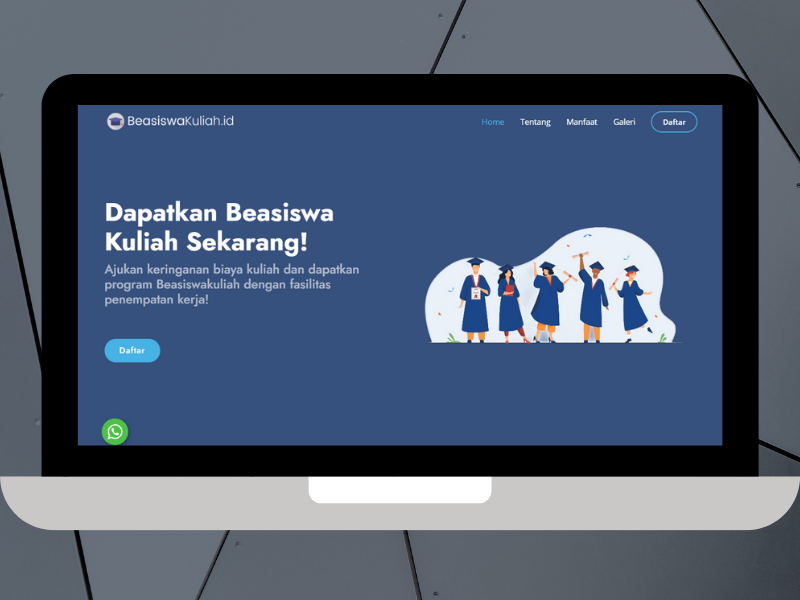 BeasiswaKuliah.id
Home Tentang Manfaat Galeri Daftar
Dapatkan Beasiswa
Kuliah Sekarang!
Ajukan keringanan biaya kuliah dan dapatkan
program Beasiswakuliah dengan fasilitas
penempatan kerja!
Daftar